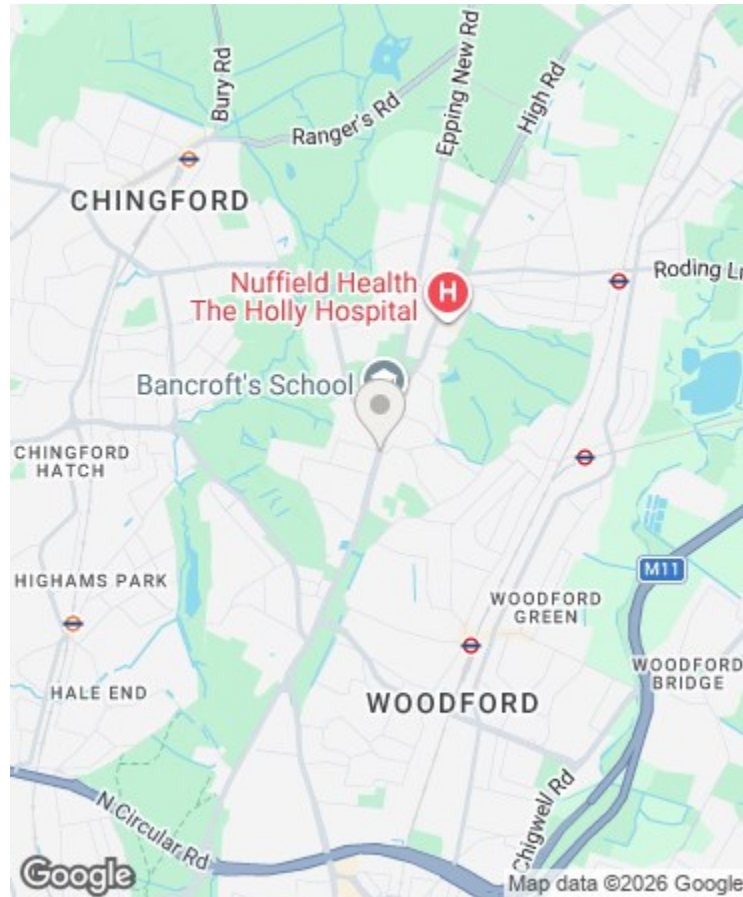 Bury Rd
Ranger's Rd
Epping New Rd
High Rd
CHINGFORD
Nuffield Health
The Holly Hospital
H
Roding Ln
Bancroft's School
CHINGFORD
HATCH
M11
HIGHAMS PARK
WOODFORD
GREEN
HALE END
WOODFORD
BRIDGE
WOODFORD
N Circular Rd
Chigwell Rd
Google
Map data ©2026 Google